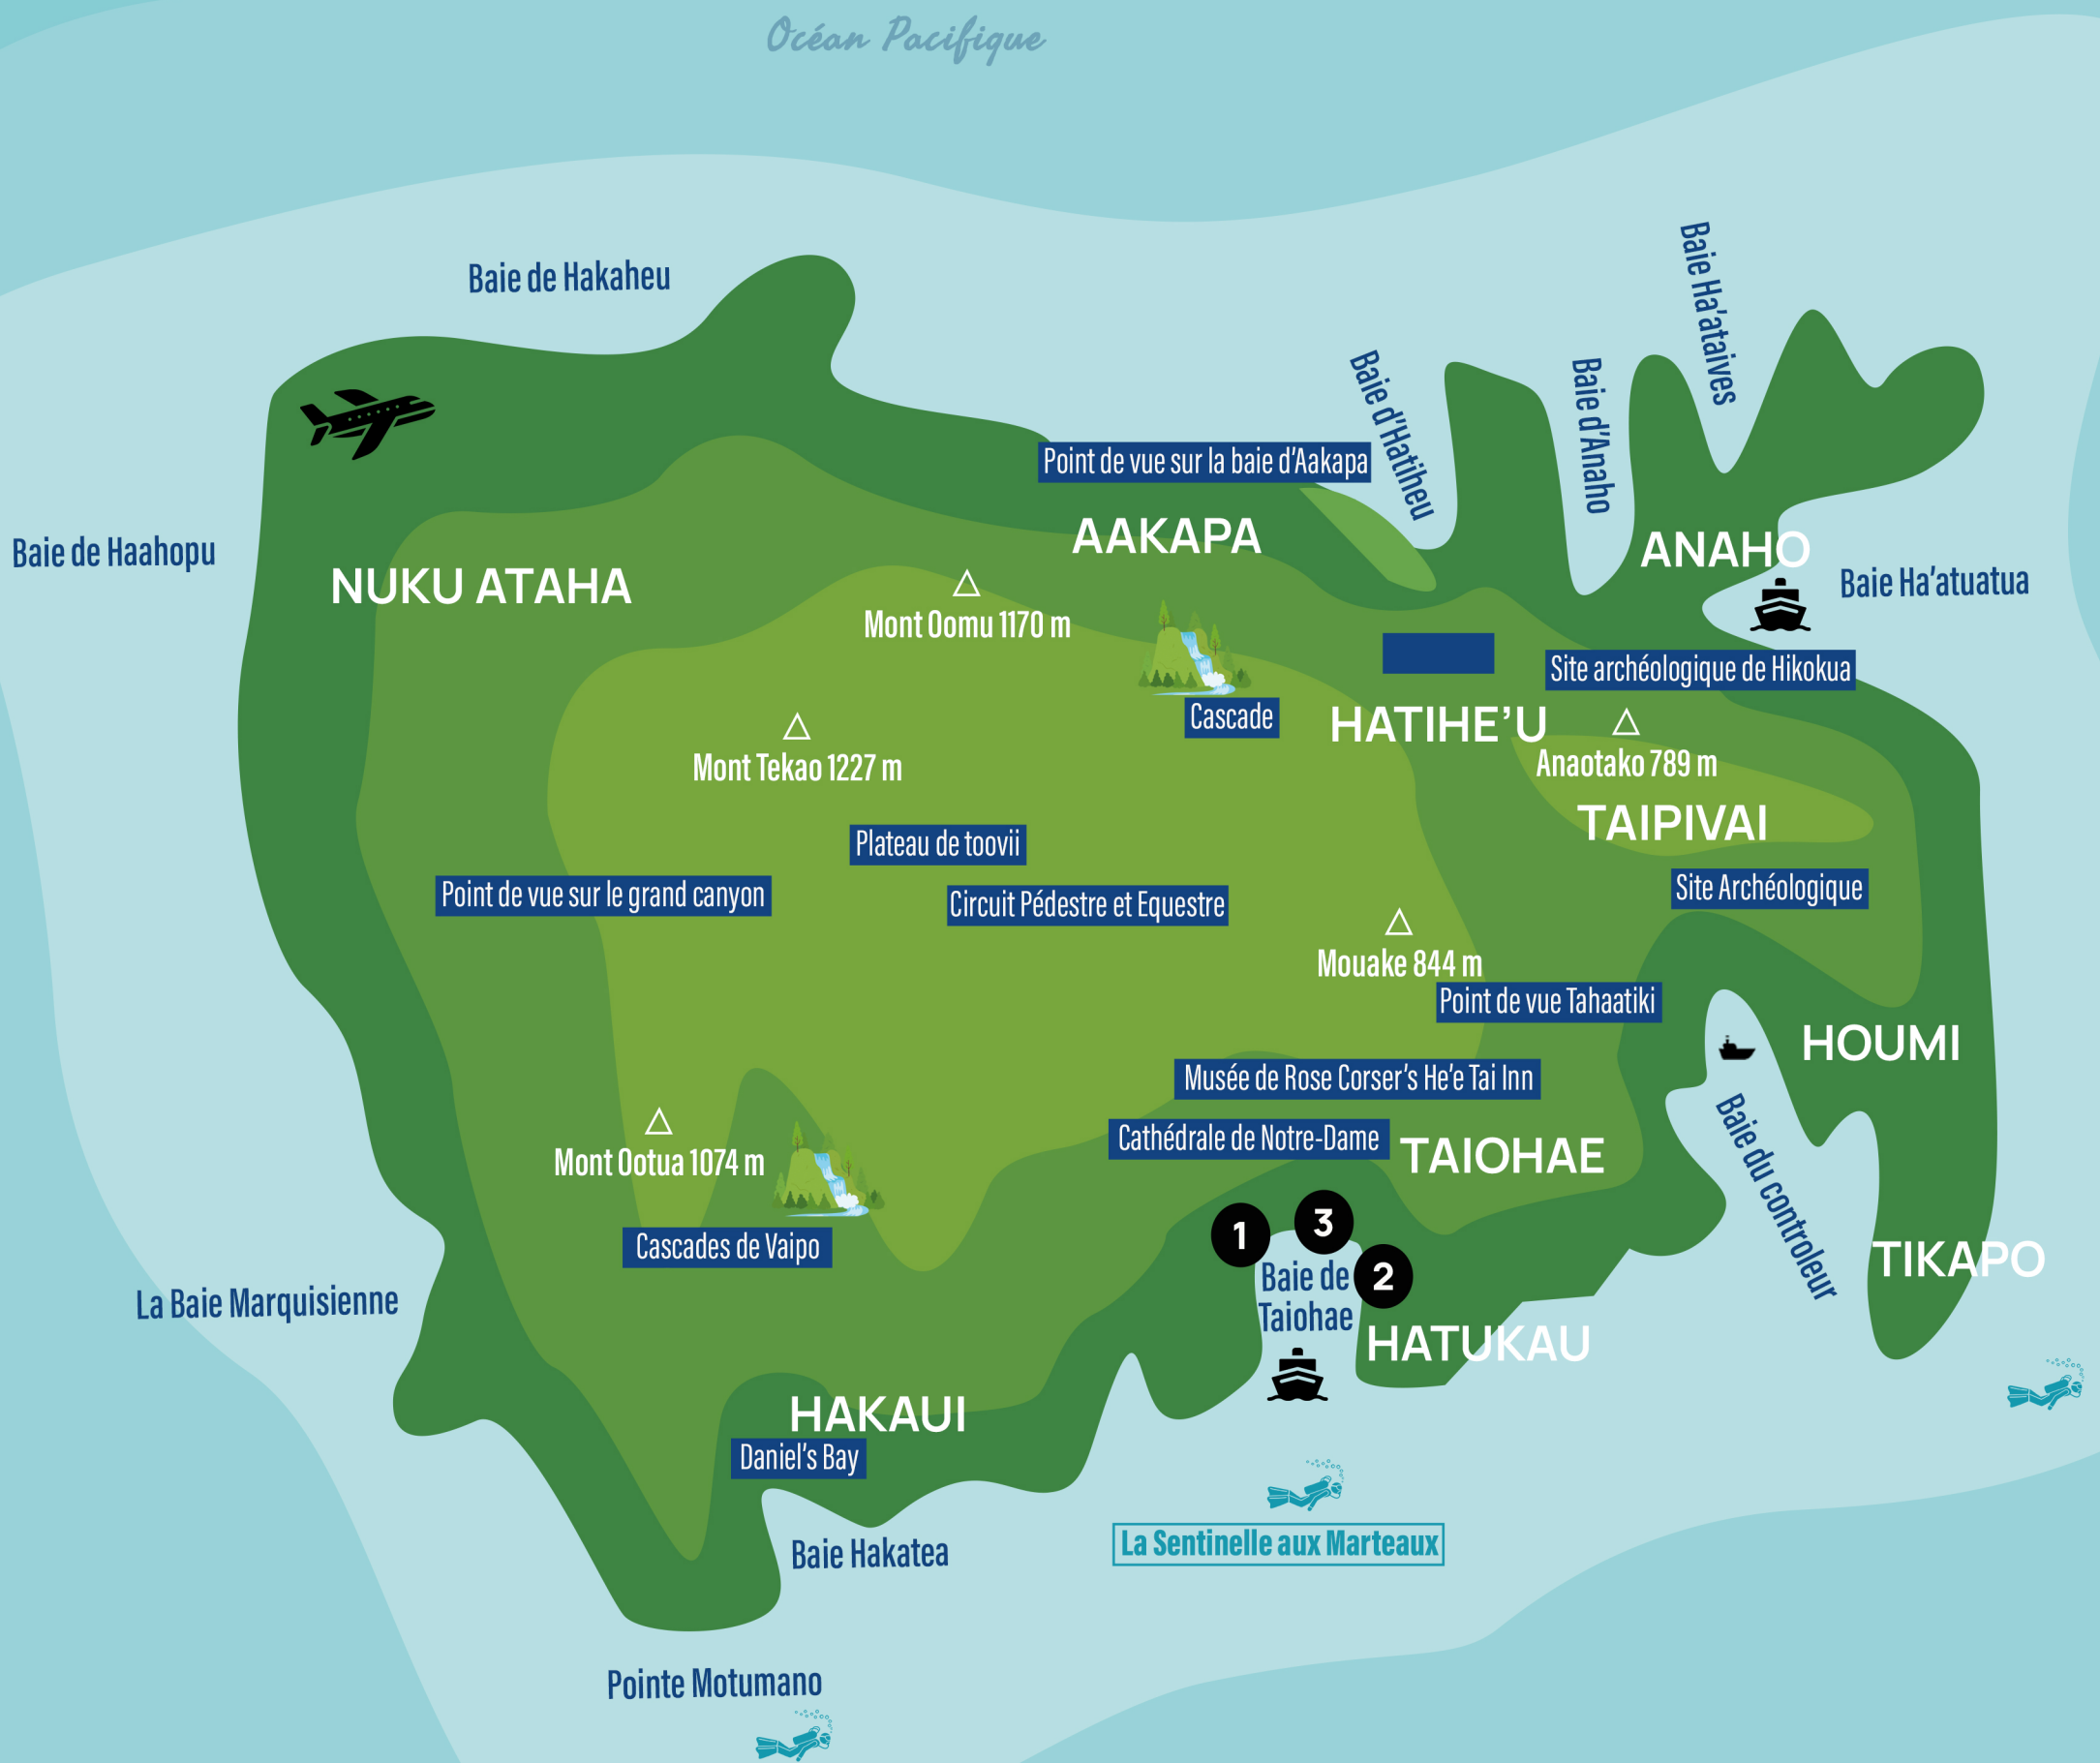 Océan Pacifique
Baie Ha'ataives
Baie de Hakaheu
Baie d'Hatiheu
Baie d'Anaho
Point de vue sur la baie d'Aakapa
AAKAPA
ANAHO
Baie de Haahopu
NUKU ATAHA
Baie Ha'atuatua
Mont Oomu 1170 m
Site archéologique de Hikokua
Cascade
HATIHE'U
Mont Tekao 1227 m
Anaotako 789 m
TAIPIVAI
Plateau de toovii
Point de vue sur le grand canyon
Circuit Pédestre et Equestre
Site Archéologique
Mouake 844 m
Point de vue Tahaatiki
HOUMI
Musée de Rose Corser's He'e Tai Inn
Cathédrale de Notre-Dame
TAIOHAE
Mont Ootua 1074 m
Baie du controleur
Cascades de Vaipo
1
3
2
Baie de
Taiohae
TIKAPO
La Baie Marquisienne
HATUKAU
HAKAUI
Daniel's Bay
Baie Hakatea
La Sentinelle aux Marteaux
Pointe Motumano